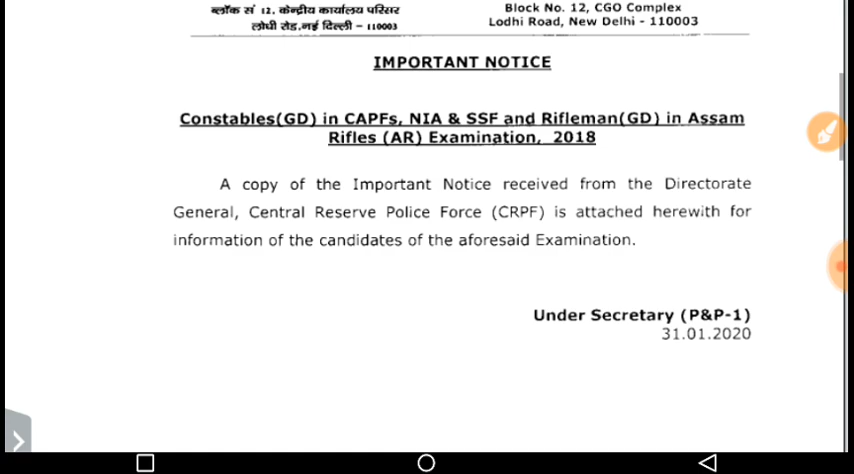 ब्लॉक सं 12, केन्द्रीय कार्यालय परिसर
Block No. 12, CGO Complex
लोधी रोड,नई दिल्ली - 110003
Lodhi Road, New Delhi - 110003
IMPORTANT NOTICE
Constables(GD) in CAPFs, NIA & SSF and Rifleman(GD) in Assam
Rifles (AR) Examination, 2018
A copy of the Important Notice received from the Directorate
General, Central Reserve Police Force (CRPF) is attached herewith for
information of the candidates of the aforesaid Examination.
Under Secretary (P&P-1)
31.01.2020